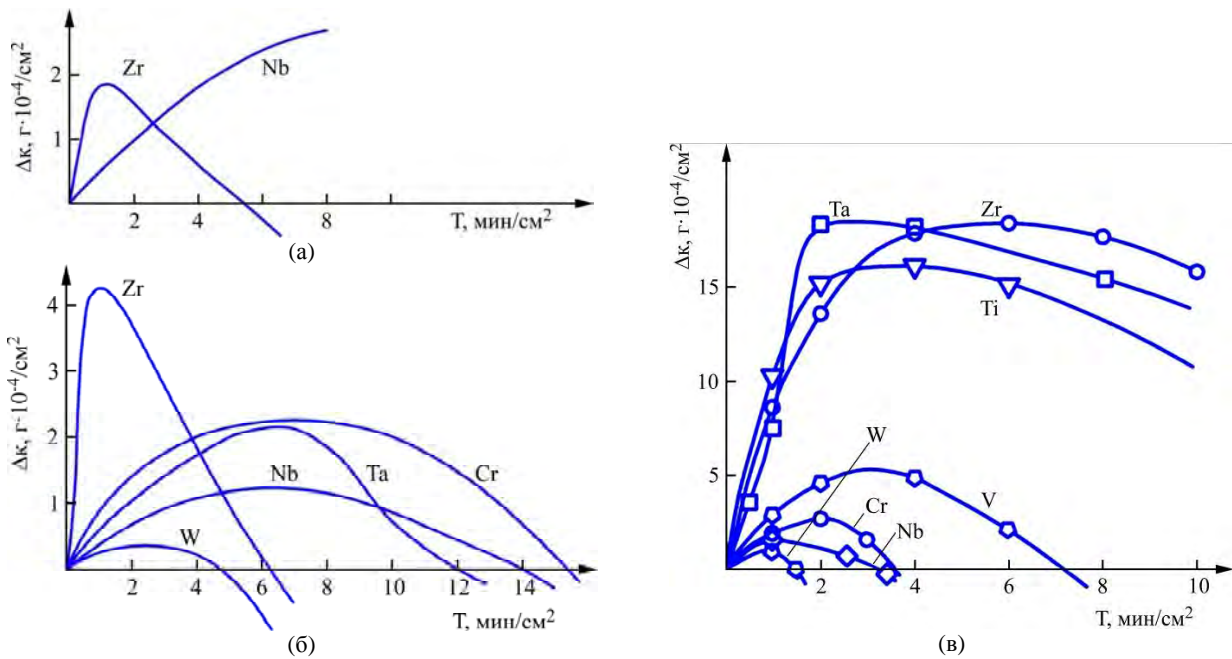 Δк, г·10⁻⁴/см²
2
1
Zr
Nb
2
4
6
8
T, мин/см²
(а)
Δк, г·10⁻⁴/см²
4
3
2
1
Zr
Nb
Ta
Cr
W
2
4
6
8
10
12
14
T, мин/см²
(б)
Δк, г·10⁻⁴/см²
15
10
5
Ta
Zr
Ti
W
Cr
Nb
V
2
4
6
8
10
T, мин/см²
(в)